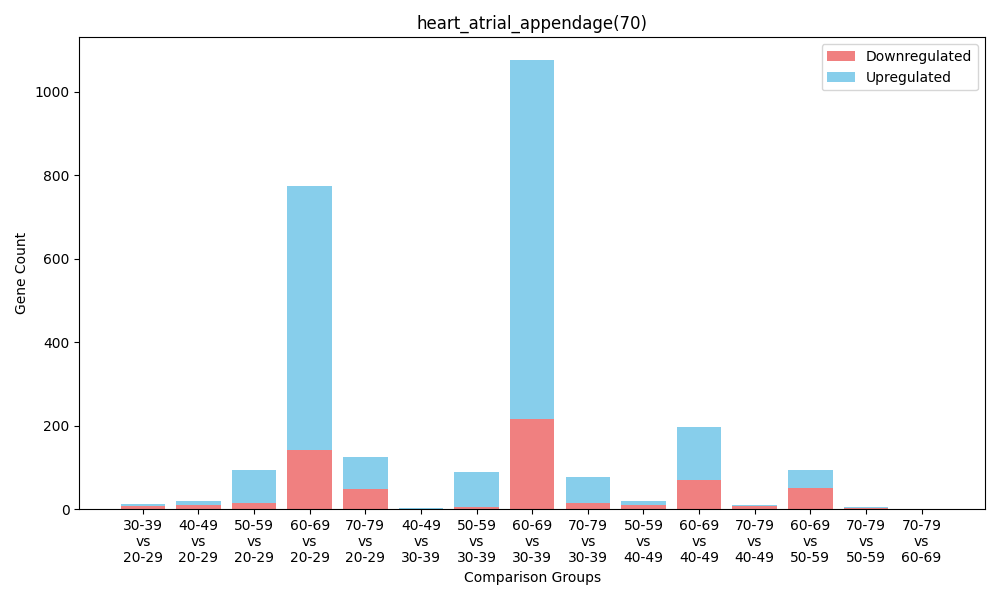 heart_atrial_appendage(70)
Downregulated
Upregulated
Gene Count
1000
800
600
400
200
0
30-39
vs
20-29
40-49
vs
20-29
50-59
vs
20-29
60-69
vs
20-29
70-79
vs
20-29
40-49
vs
30-39
50-59
vs
30-39
60-69
vs
30-39
70-79
vs
30-39
50-59
vs
40-49
60-69
vs
40-49
70-79
vs
40-49
60-69
vs
50-59
70-79
vs
50-59
70-79
vs
60-69
Comparison Groups